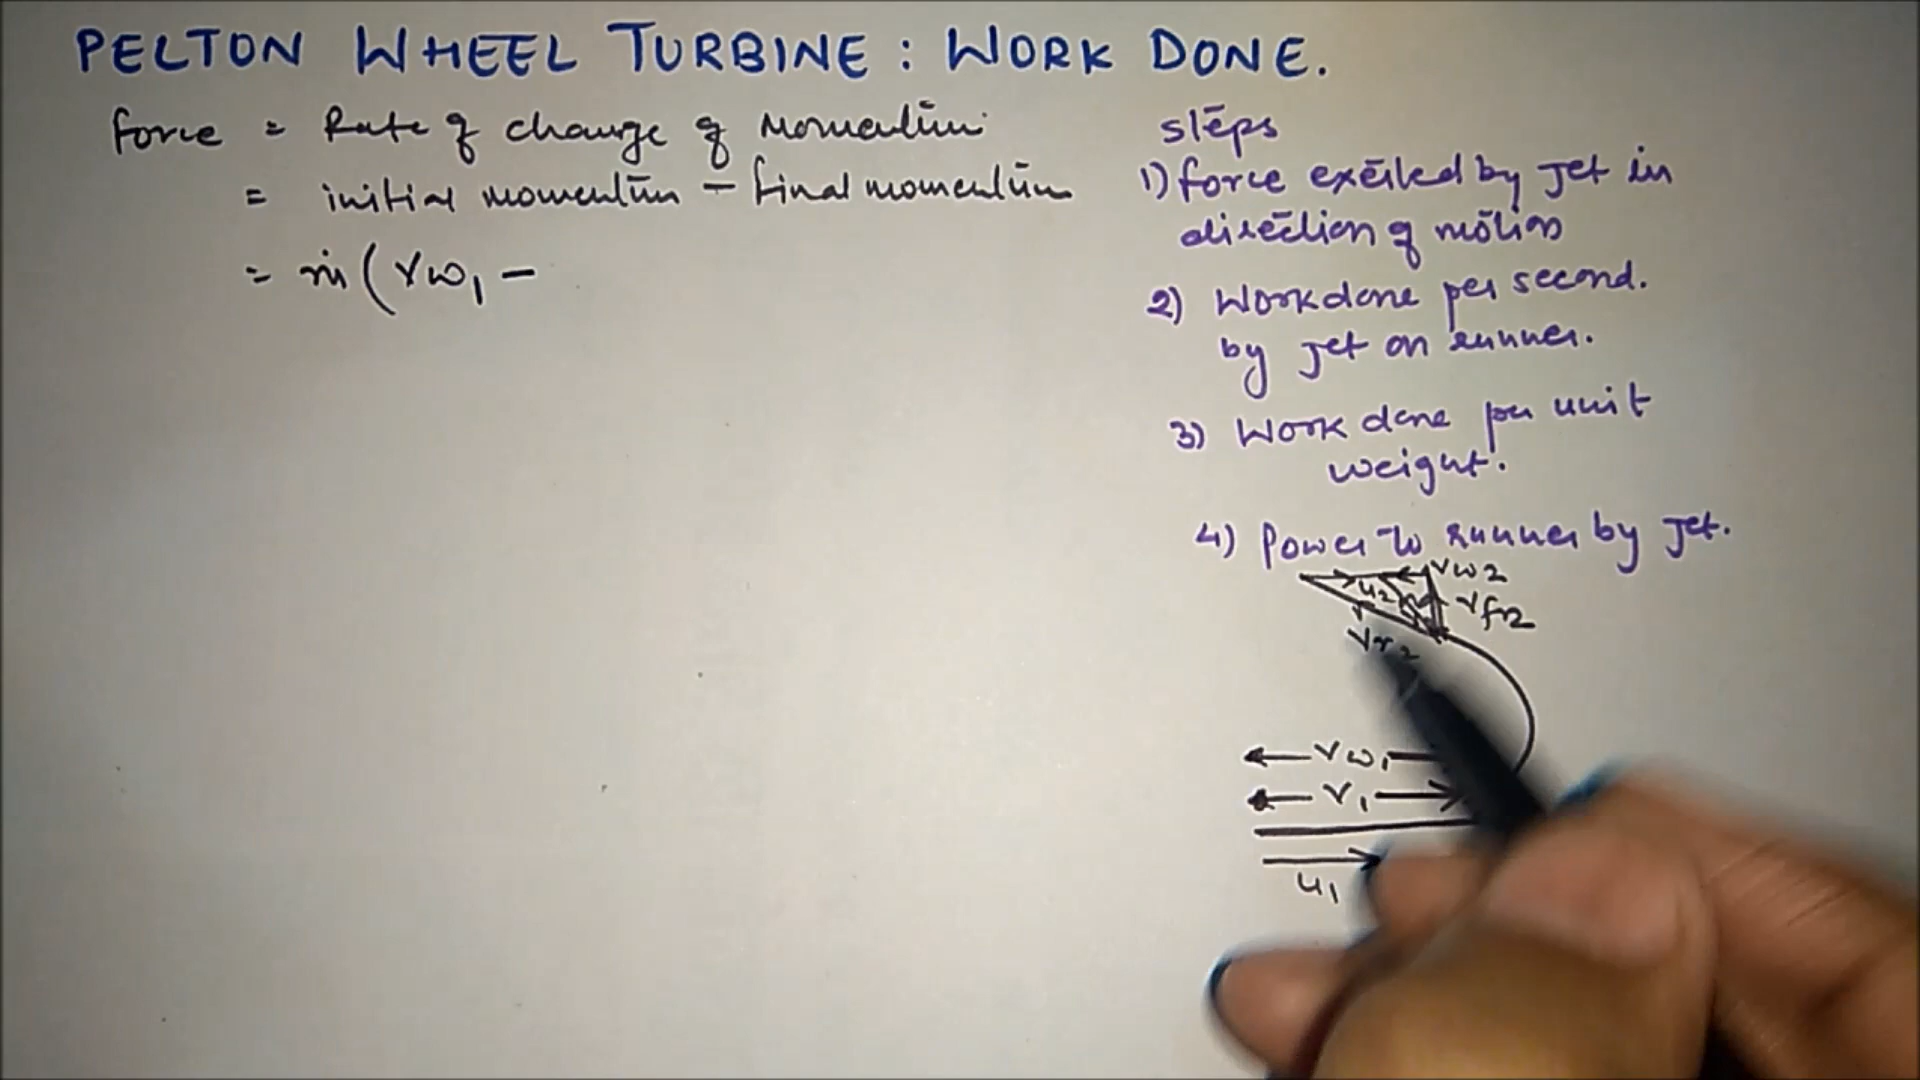 PELTON WHEEL TURBINE : WORK DONE.
force = Rate of change of Momentum
= initial momentum - final momentum
= ṁ (Vw1 -
steps
1) force exerted by Jet in
direction of motion
2) Workdone per second.
by Jet on runner.
3) Work done per unit
weight.
4) Power to runner by Jet.
Vw2
u2
Vf2
Vr2
Vw1
V1
u1